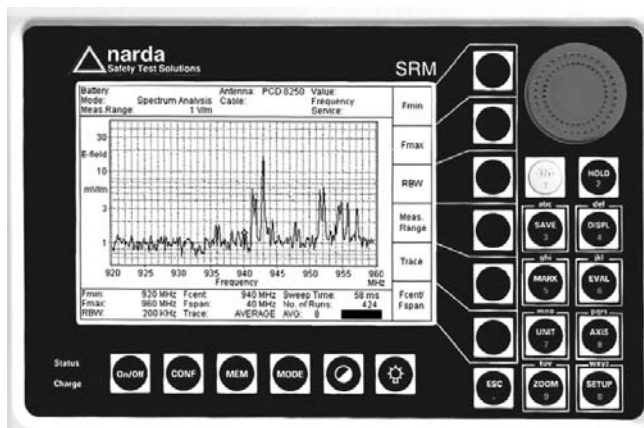 narda
Safety Test Solutions
SRM
Battery: Antenna: PCD 8250 Value:
Mode: Spectrum Analysis Cable: Frequency
Meas.Range 1 V/m Service:
Fmin
Fmax
RBW
Meas.
Range
Trace
Fcent/
Fspan
30
E-field
10
mV/m
3
1
920 925 930 935 940 945 950 955 960
Frequency MHz
Fmin: 920 MHz Fcent: 940 MHz Sweep Time: 58 ms
Fmax: 960 MHz Fspan: 40 MHz No. of Runs: 424
RBW: 200 KHz Trace: AVERAGE AVG: 8
HOLD
2
abc def
SAVE DISPL
3 4
ghi jkl
MARK EVAL
5 6
mno pqrs
UNIT AXIS
7 8
tuv wxyz
ESC ZOOM SETUP
. 9 0
Status
Charge
On/Off CONF MEM MODE